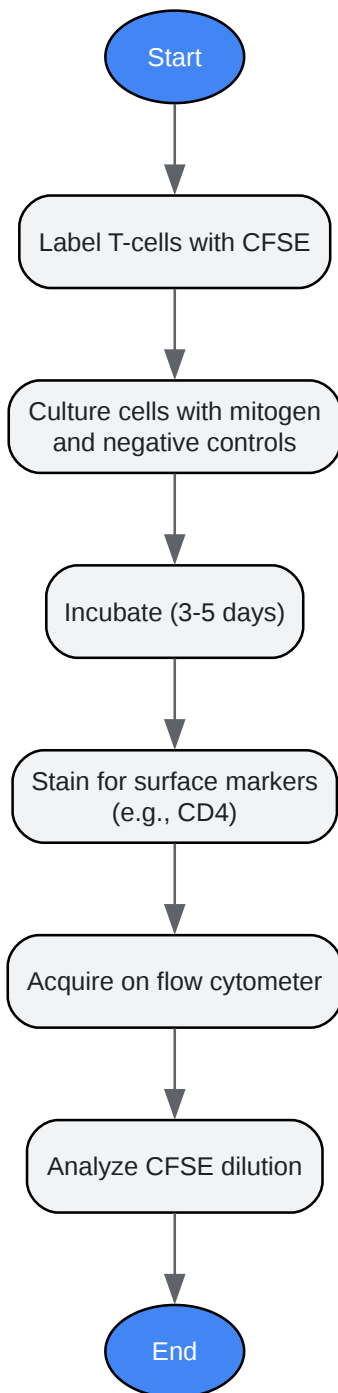 Start
Label T-cells with CFSE
Culture cells with mitogen
and negative controls
Incubate (3-5 days)
Stain for surface markers
(e.g., CD4)
Acquire on flow cytometer
Analyze CFSE dilution
End